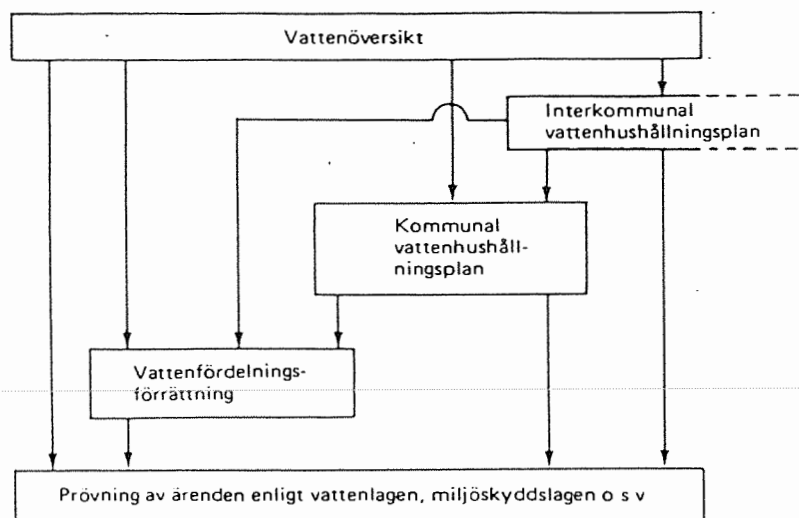 Vattenöversikt
Interkommunal
vattenhushållningsplan
Kommunal
vattenhushåll-
ningsplan
Vattenfördelnings-
förrättning
Prövning av ärenden enligt vattenlagen, miljöskyddslagen o s v